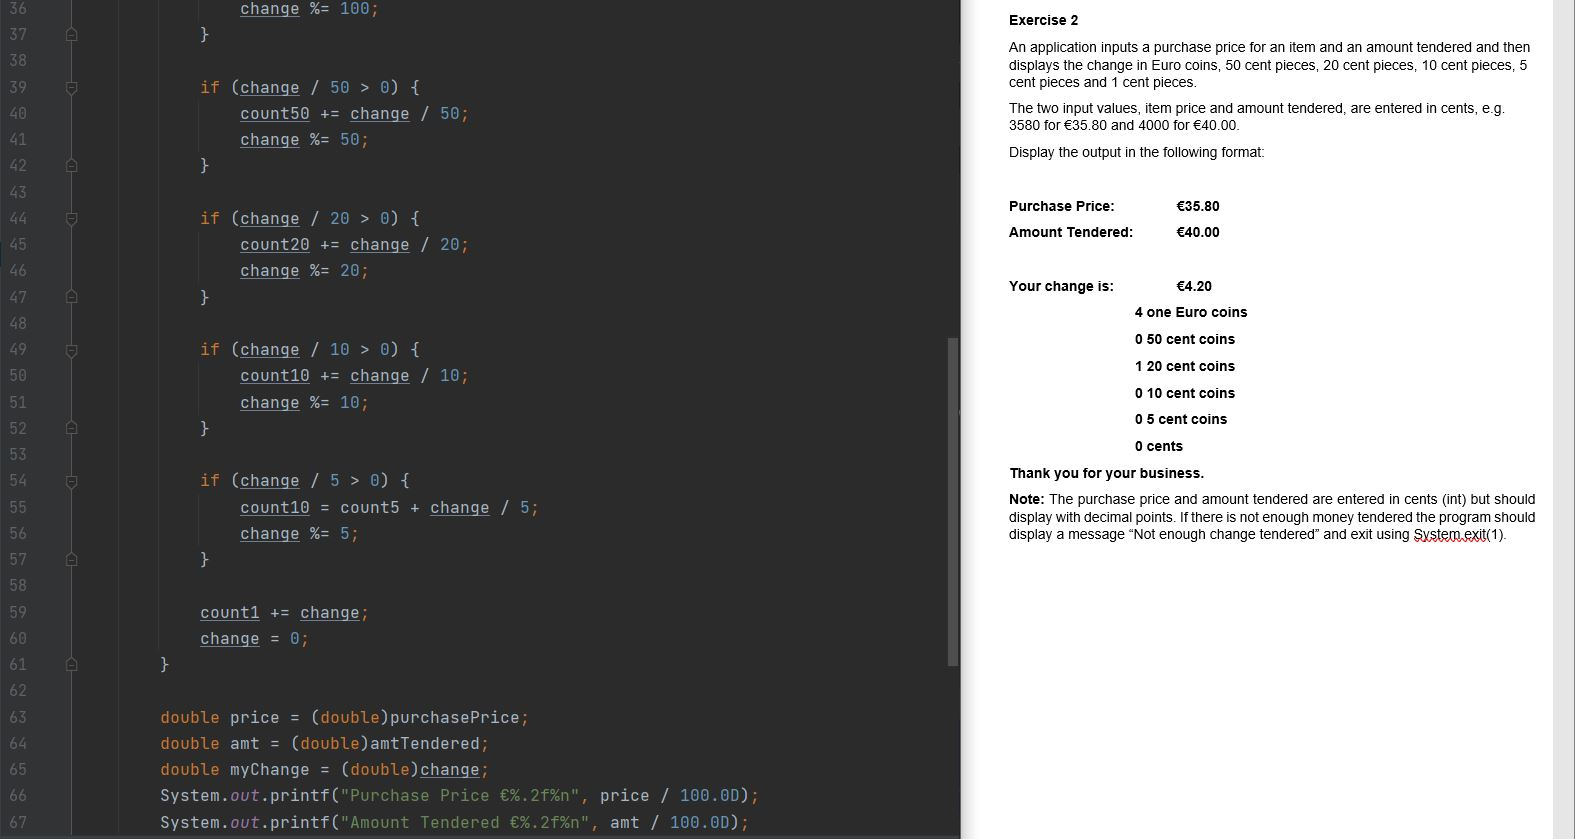 36 change %= 100;
37 }
38
39 if (change / 50 > 0) {
40 count50 += change / 50;
41 change %= 50;
42 }
43
44 if (change / 20 > 0) {
45 count20 += change / 20;
46 change %= 20;
47 }
48
49 if (change / 10 > 0) {
50 count10 += change / 10;
51 change %= 10;
52 }
53
54 if (change / 5 > 0) {
55 count10 = count5 + change / 5;
56 change %= 5;
57 }
58
59 count1 += change;
60 change = 0;
61 }
62
63 double price = (double)purchasePrice;
64 double amt = (double)amtTendered;
65 double myChange = (double)change;
66 System.out.printf("Purchase Price €%.2f%n", price / 100.0D);
67 System.out.printf("Amount Tendered €%.2f%n", amt / 100.0D);
Exercise 2
An application inputs a purchase price for an item and an amount tendered and then
displays the change in Euro coins, 50 cent pieces, 20 cent pieces, 10 cent pieces, 5
cent pieces and 1 cent pieces.
The two input values, item price and amount tendered, are entered in cents, e.g.
3580 for €35.80 and 4000 for €40.00.
Display the output in the following format:
Purchase Price: €35.80
Amount Tendered: €40.00
Your change is: €4.20
4 one Euro coins
0 50 cent coins
1 20 cent coins
0 10 cent coins
0 5 cent coins
0 cents
Thank you for your business.
Note: The purchase price and amount tendered are entered in cents (int) but should
display with decimal points. If there is not enough money tendered the program should
display a message “Not enough change tendered” and exit using System.exit(1).